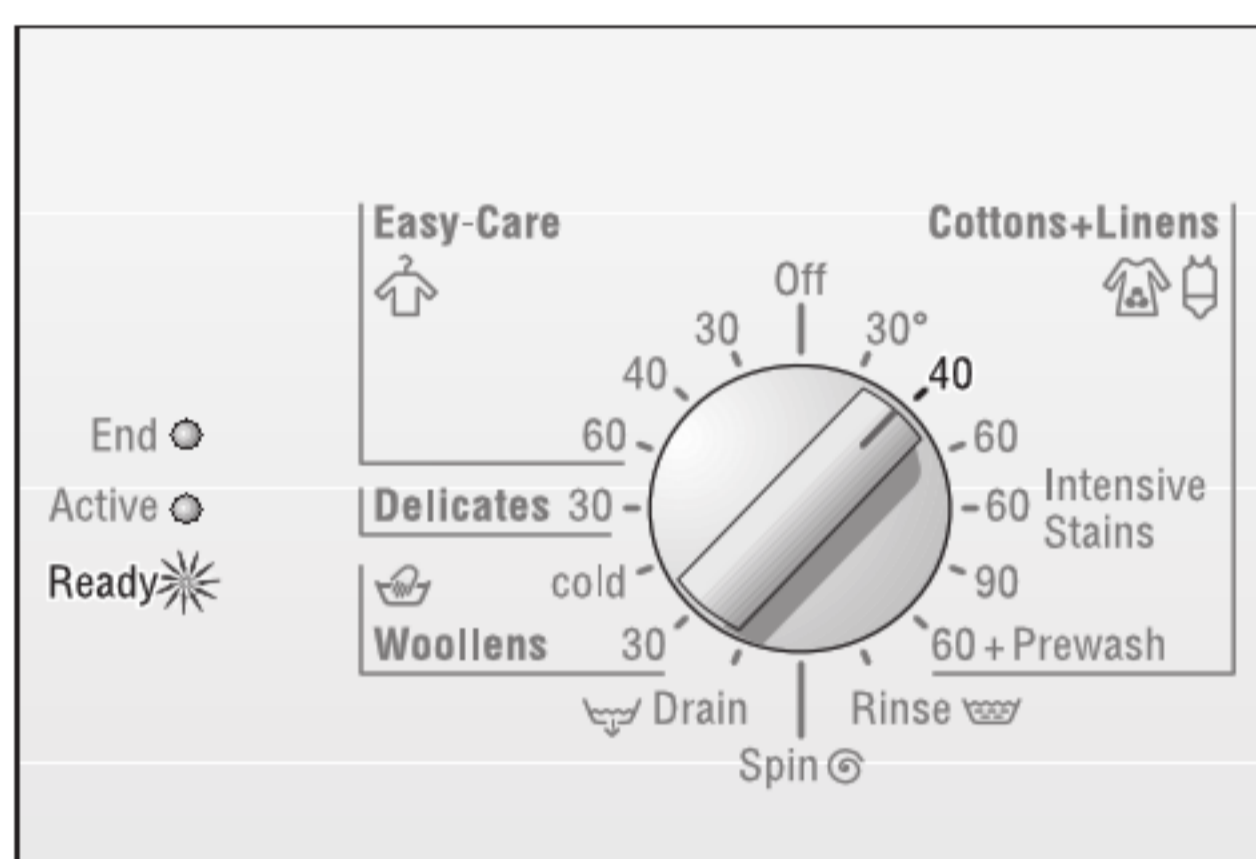 Easy-Care
Cottons+Linens
Off
30
30°
40
40
End
60
60
Active
Delicates 30
60 Intensive
Stains
Ready
cold
90
Woollens 30
60 + Prewash
Drain
Rinse
Spin